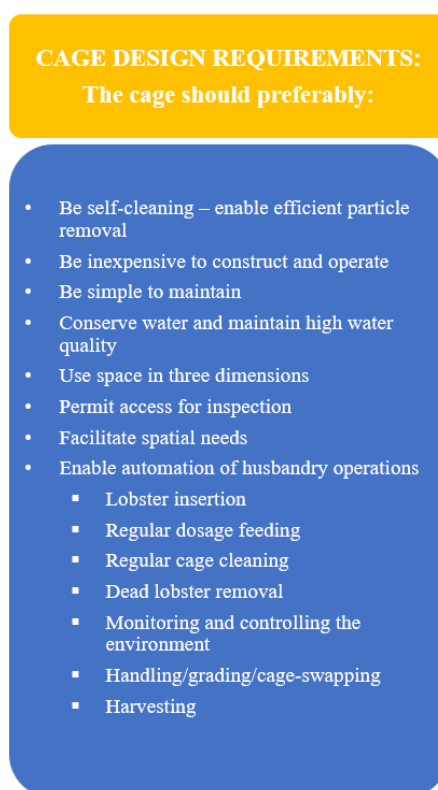 CAGE DESIGN REQUIREMENTS:
The cage should preferably:
• Be self-cleaning – enable efficient particle
removal
• Be inexpensive to construct and operate
• Be simple to maintain
• Conserve water and maintain high water
quality
• Use space in three dimensions
• Permit access for inspection
• Facilitate spatial needs
• Enable automation of husbandry operations
▪ Lobster insertion
▪ Regular dosage feeding
▪ Regular cage cleaning
▪ Dead lobster removal
▪ Monitoring and controlling the
environment
▪ Handling/grading/cage-swapping
▪ Harvesting